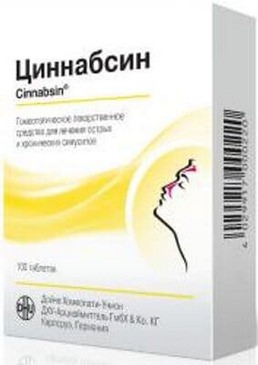 Циннабсин
Cinnabsin®
Гомеопатическое лекарственное
средство для лечения острых
и хронических синуситов
100 таблеток
DHU
Дойче Хомеопати-Унион
ДХУ-Арцнаймиттель ГмбХ & Ко. КГ
Карлсруэ, Германия